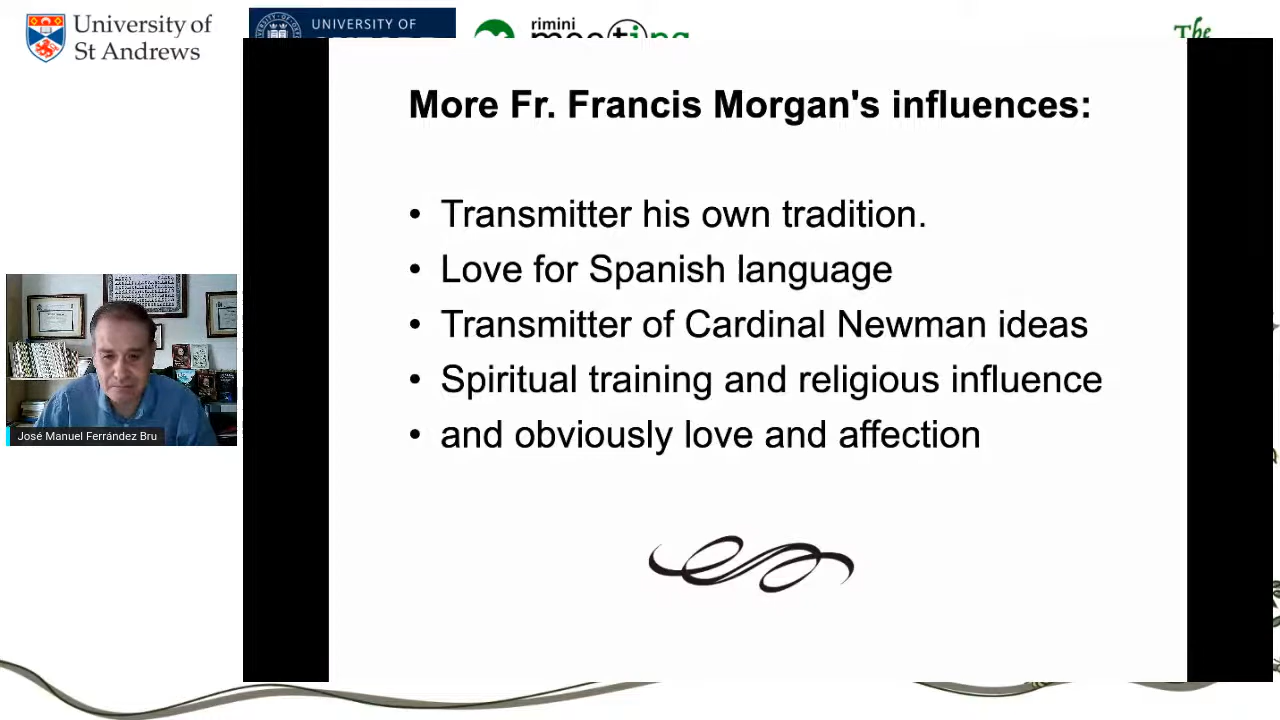 University of
St Andrews
UNIVERSITY OF
rimini
meeting
The
More Fr. Francis Morgan's influences:
• Transmitter his own tradition.
• Love for Spanish language
• Transmitter of Cardinal Newman ideas
• Spiritual training and religious influence
• and obviously love and affection
José Manuel Ferrández Bru